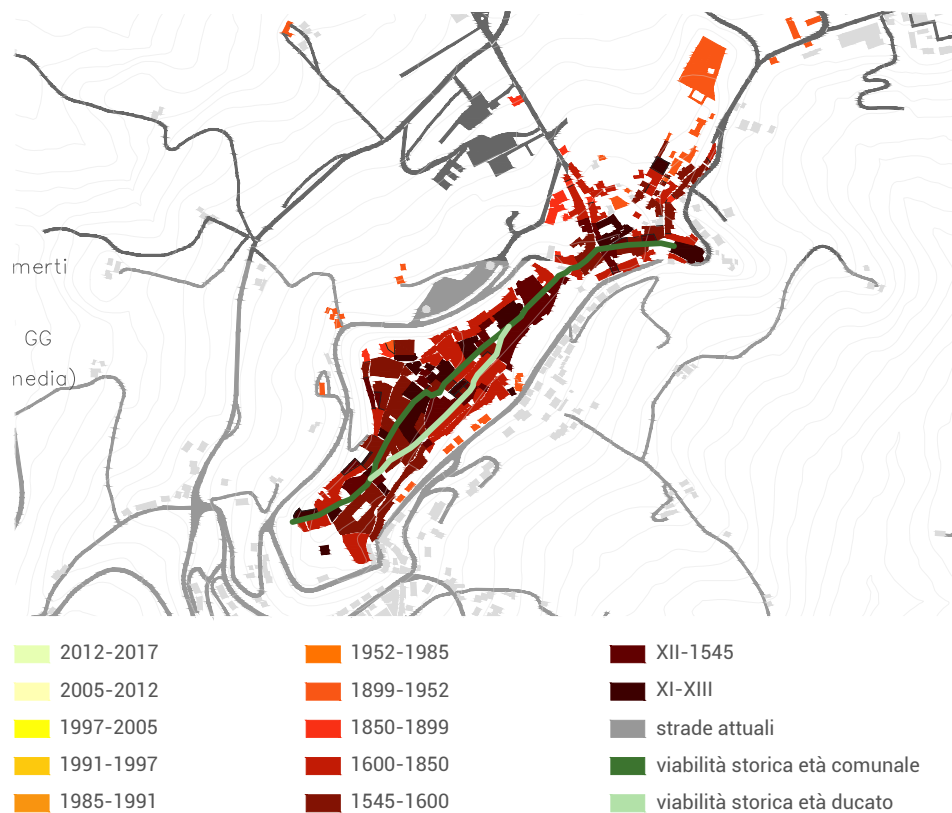 merti
GG
media)
2012-2017
2005-2012
1997-2005
1991-1997
1985-1991
1952-1985
1899-1952
1850-1899
1600-1850
1545-1600
XII-1545
XI-XIII
strade attuali
viabilità storica età comunale
viabilità storica età ducato